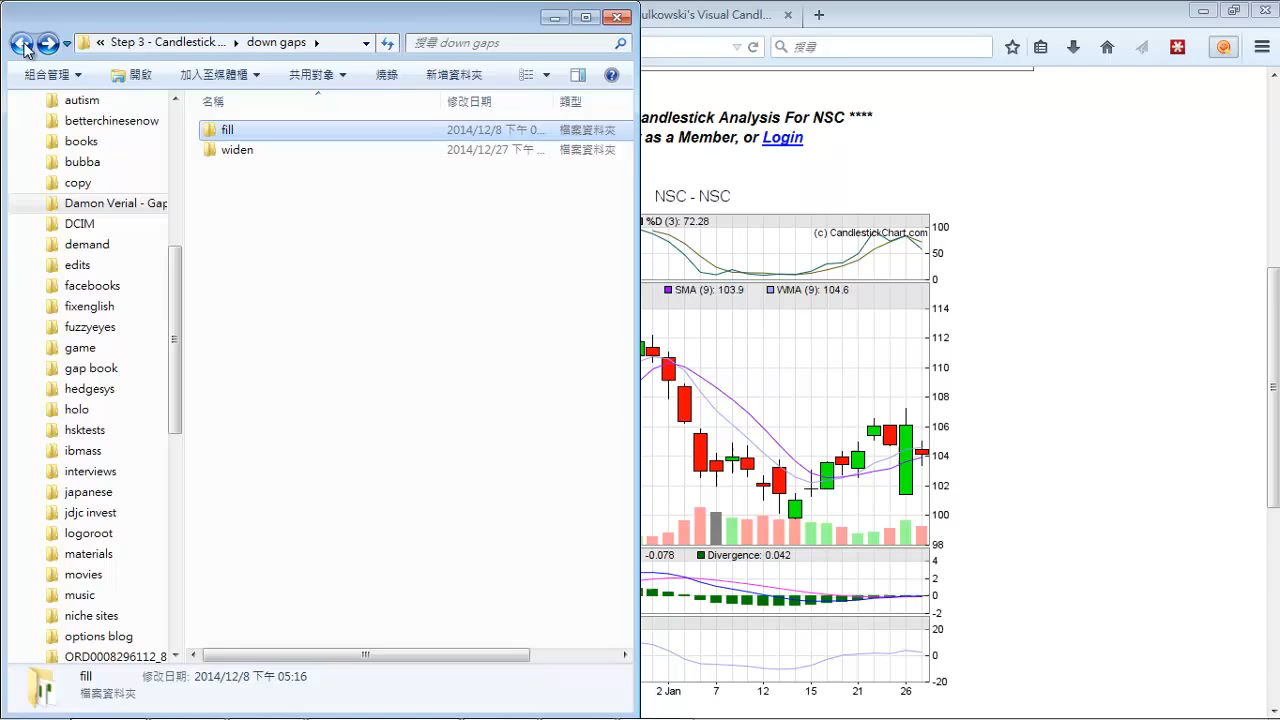 ulkowski's Visual Candl...
« Step 3 - Candlestick ... ▸ down gaps ▸
搜尋 down gaps
搜尋
組合管理
開啟
加入至媒體櫃
共用對象
燒錄
新增資料夾
名稱
修改日期
類型
fill 2014/12/8 下午 0... 檔案資料夾
widen 2014/12/27 下午 ... 檔案資料夾
autism
betterchinesenow
books
bubba
copy
Damon Verial - Gap
DCIM
demand
edits
facebooks
fixenglish
fuzzyeyes
game
gap book
hedgesys
holo
hsktests
ibmass
interviews
japanese
jdjc invest
logoroot
materials
movies
music
niche sites
options blog
ORD0008296112_8
fill 修改日期: 2014/12/8 下午 05:16
檔案資料夾
andlestick Analysis For NSC ****
as a Member, or Login
NSC - NSC
%D (3): 72.28
(c) CandlestickChart.com
100
50
0
SMA (9): 103.9 WMA (9): 104.6
114
112
110
108
106
104
102
100
98
-0.078 Divergence: 0.042
4
2
0
-2
20
0
-20
2 Jan 7 12 15 21 26